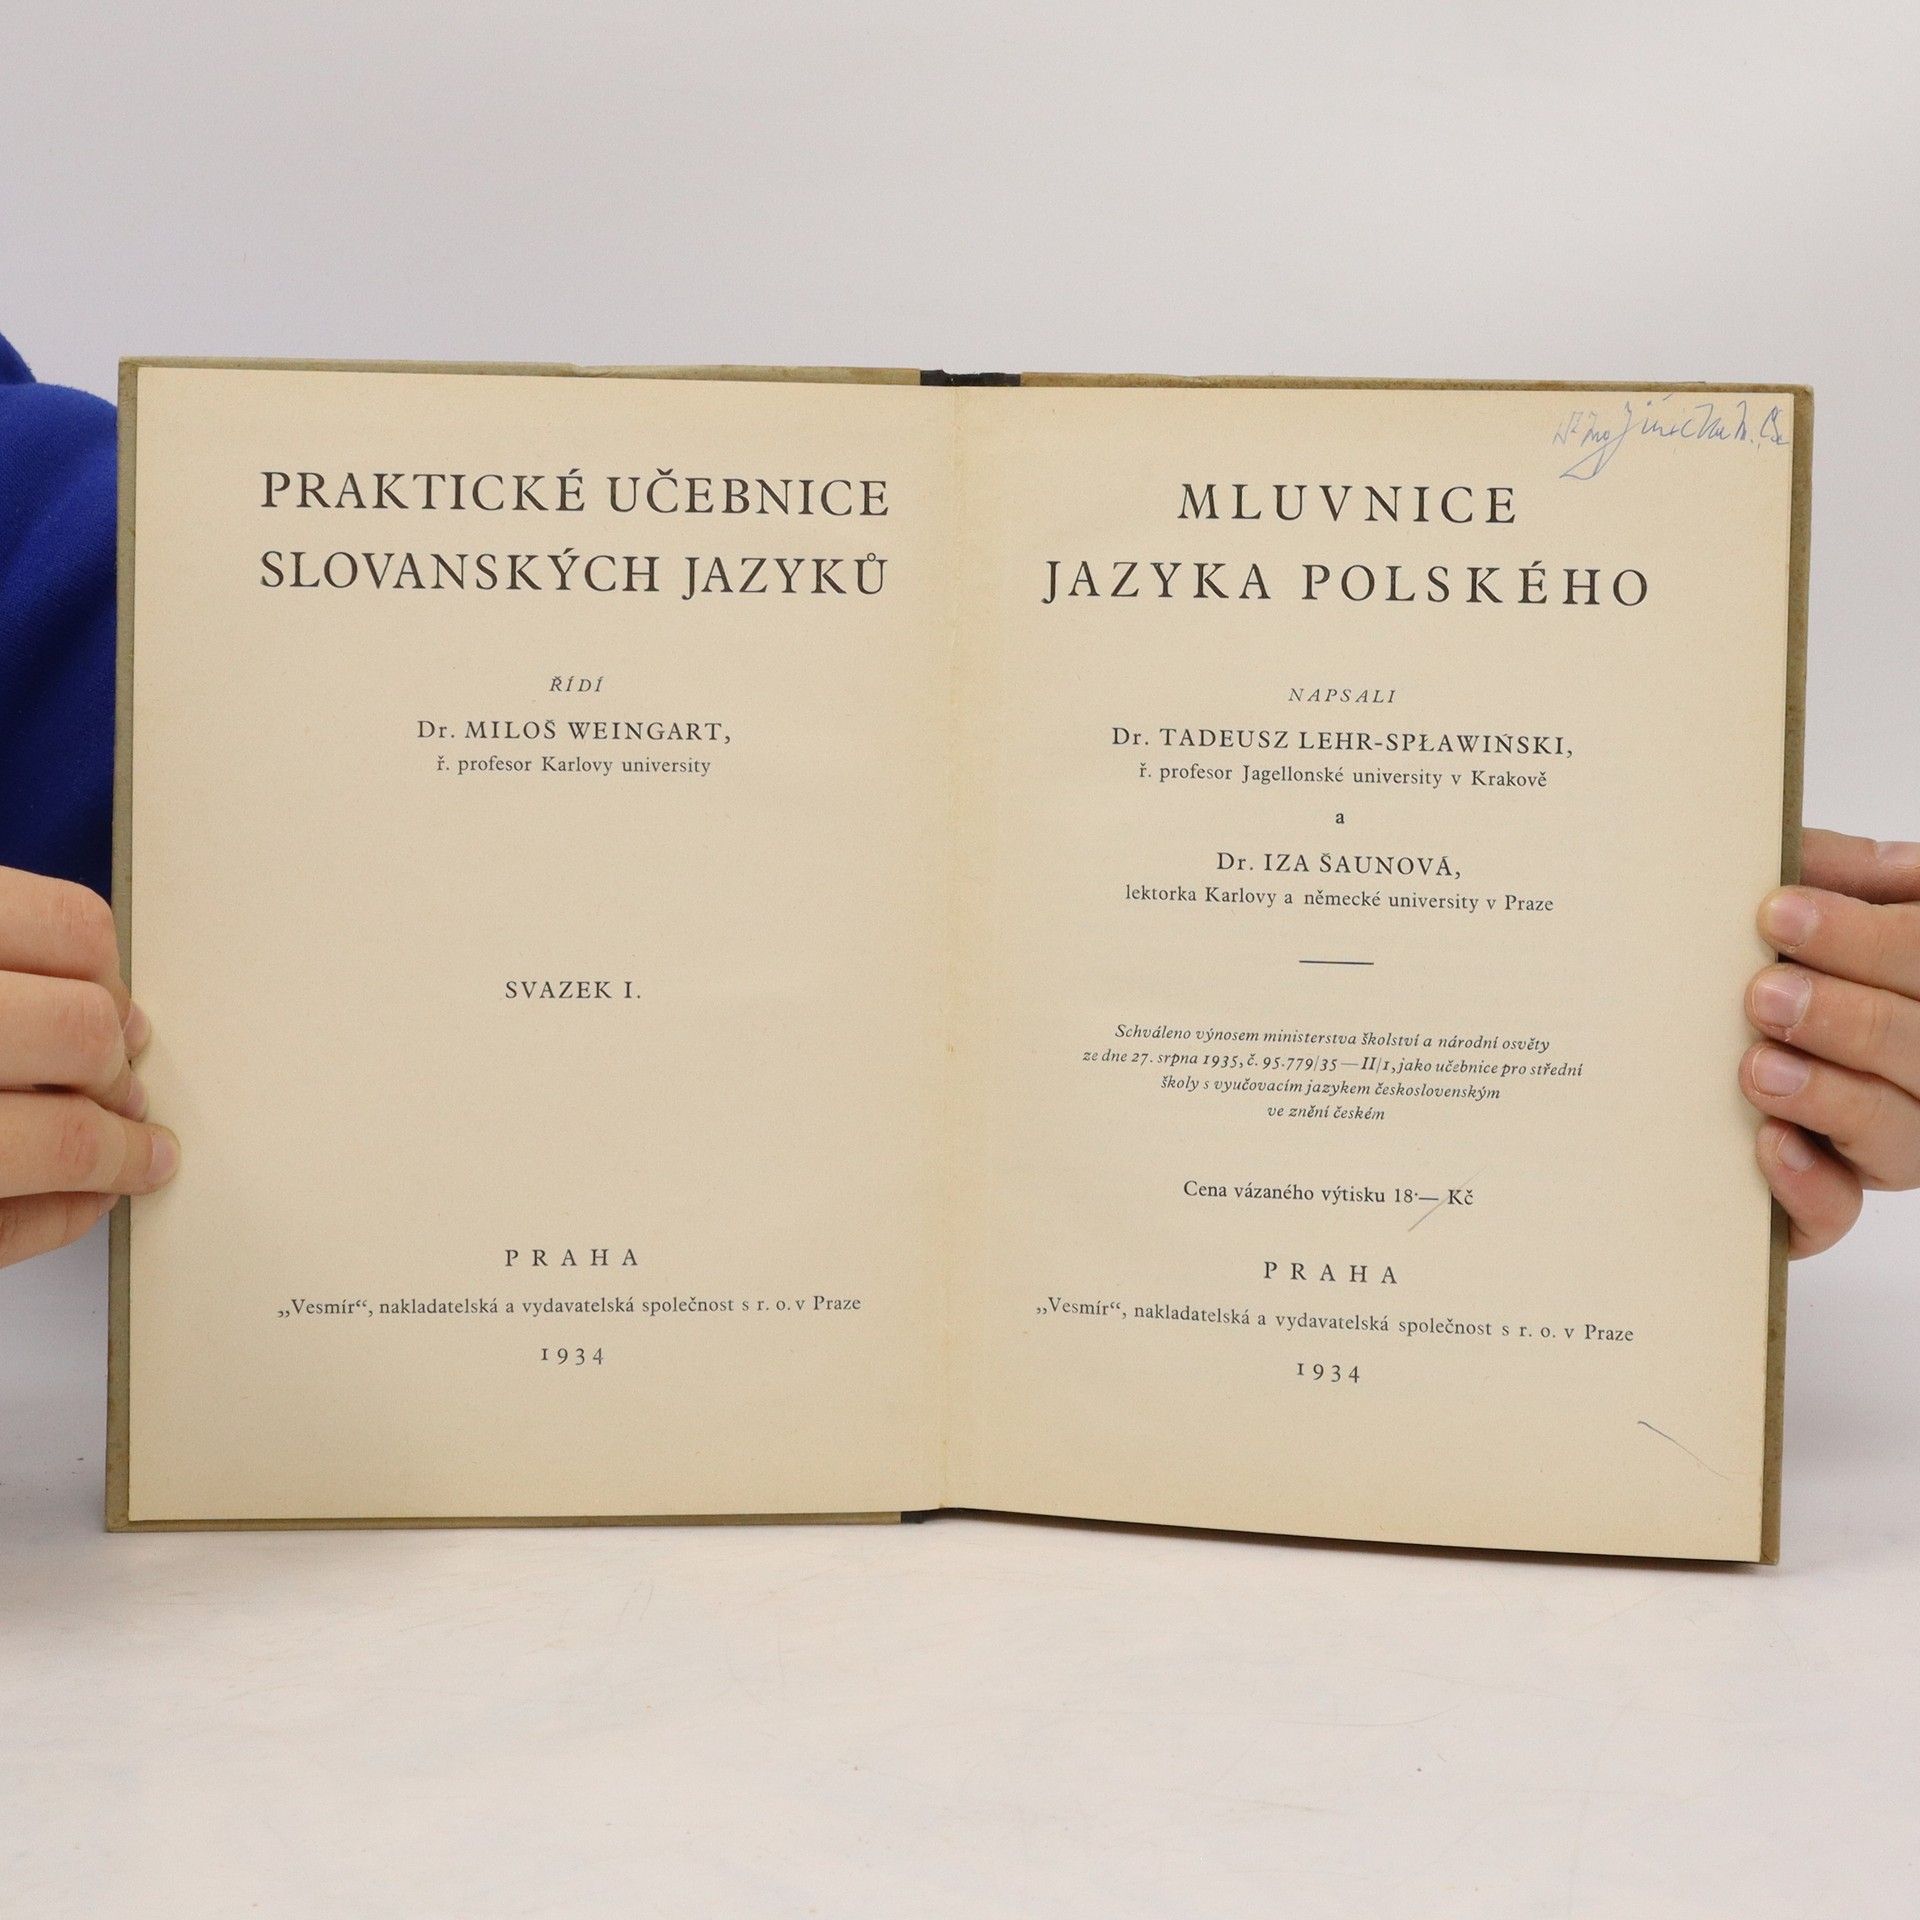 PRAKTICKÉ UČEBNICE
SLOVANSKÝCH JAZYKŮ
ŘÍDÍ
Dr. MILOŠ WEINGART,
ř. profesor Karlovy university
SVAZEK I.
PRAHA
„Vesmír“, nakladatelská a vydavatelská společnost s r. o. v Praze
1934
MLUVNICE
JAZYKA POLSKÉHO
NAPSALI
Dr. TADEUSZ LEHR-SPŁAWIŃSKI,
ř. profesor Jagellonské university v Krakově
a
Dr. IZA ŠAUNOVÁ,
lektorka Karlovy a německé university v Praze
Schváleno výnosem ministerstva školství a národní osvěty
ze dne 27. srpna 1935, č. 95.779/35 — II/1, jako učebnice pro střední
školy s vyučovacím jazykem československým
ve znění českém
Cena vázaného výtisku 18·— Kč
PRAHA
„Vesmír“, nakladatelská a vydavatelská společnost s r. o. v Praze
1934